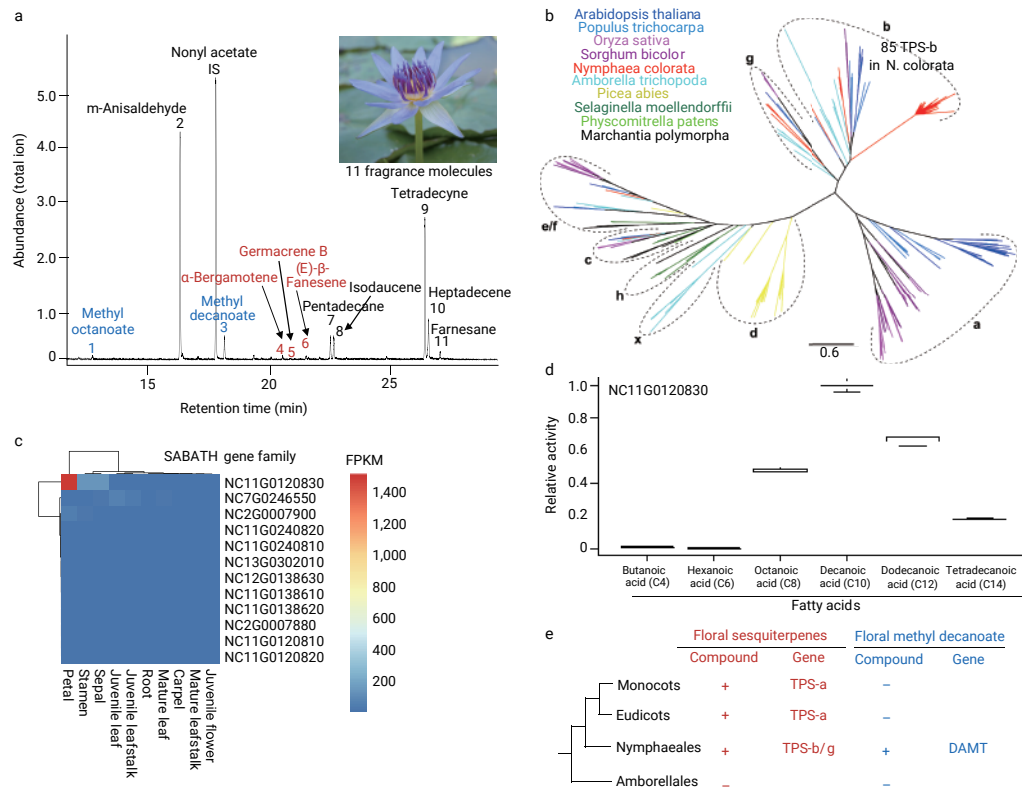 a
Nonyl acetate
IS
m-Anisaldehyde
2
5.0
4.0
3.0
2.0
1.0
0
Abundance (total ion)
11 fragrance molecules
Tetradecyne
9
Germacrene B
(E)-β-
Fanesene
α-Bergamotene
Isodaucene
Methyl
octanoate
1
Methyl
decanoate
3
Pentadecane
7
8
4
5
6
Heptadecene
10
Farnesane
11
15
20
25
Retention time (min)
b
Arabidopsis thaliana
Populus trichocarpa
Oryza sativa
Sorghum bicolor
Nymphaea colorata
Amborella trichopoda
Picea abies
Selaginella moellendorffii
Physcomitrella patens
Marchantia polymorpha
b
85 TPS-b
in N. colorata
g
e/f
c
h
x
d
a
0.6
c
SABATH gene family
FPKM
NC11G0120830
NC7G0246550
NC2G0007900
NC11G0240820
NC11G0240810
NC13G0302010
NC12G0138630
NC11G0138610
NC11G0138620
NC2G0007880
NC11G0120810
NC11G0120820
1,400
1,200
1,000
800
600
400
200
Petal
Stamen
Sepal
Juvenile leaf
Juvenile leafstalk
Root
Mature leaf
Carpel
Mature leafstalk
Juvenile flower
d
NC11G0120830
1.0
0.8
0.6
0.4
0.2
0
Relative activity
Butanoic
acid (C4)
Hexanoic
acid (C6)
Octanoic
acid (C8)
Decanoic
acid (C10)
Dodecanoic
acid (C12)
Tetradecanoic
acid (C14)
Fatty acids
e
Floral sesquiterpenes Floral methyl decanoate
Compound Gene Compound Gene
Monocots + TPS-a –
Eudicots + TPS-a –
Nymphaeales + TPS-b/g + DAMT
Amborellales – –